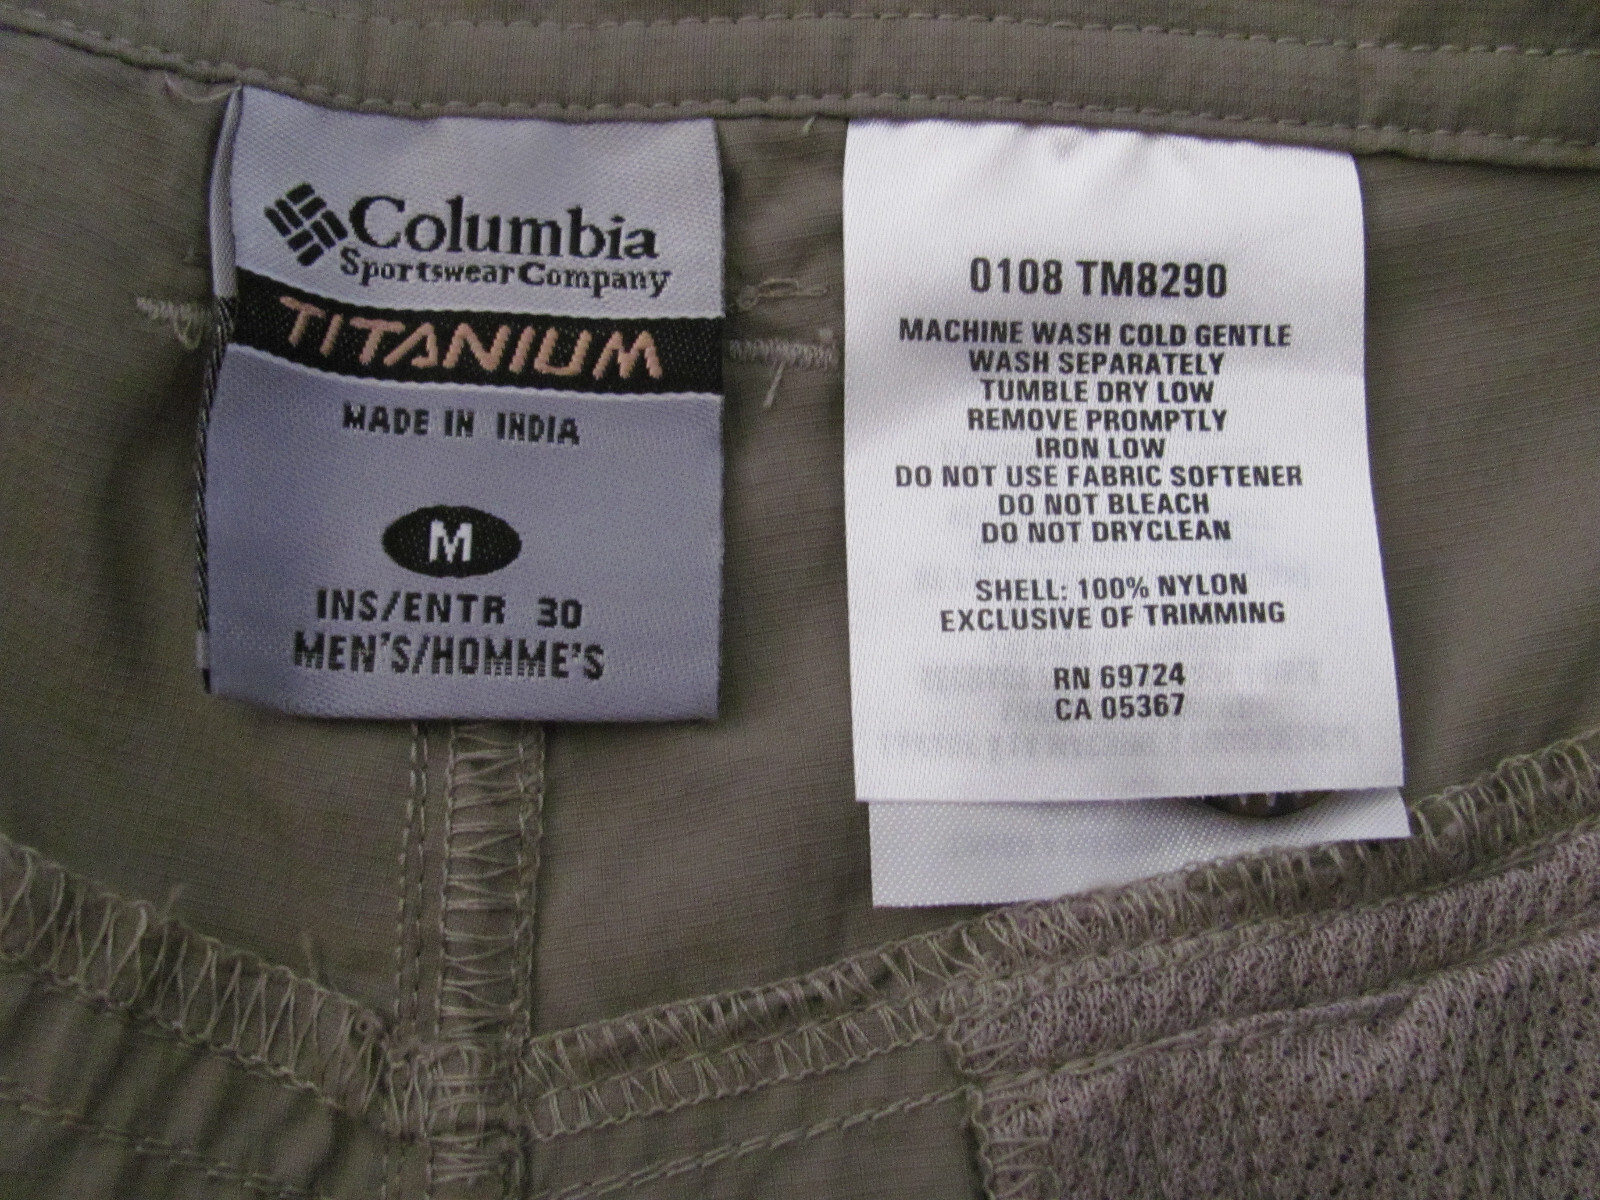 Columbia
Sportswear Company
TITANIUM
MADE IN INDIA
M
INS/ENTR 30
MEN'S/HOMME'S
0108 TM8290
MACHINE WASH COLD GENTLE
WASH SEPARATELY
TUMBLE DRY LOW
REMOVE PROMPTLY
IRON LOW
DO NOT USE FABRIC SOFTENER
DO NOT BLEACH
DO NOT DRYCLEAN
SHELL: 100% NYLON
EXCLUSIVE OF TRIMMING
RN 69724
CA 05367